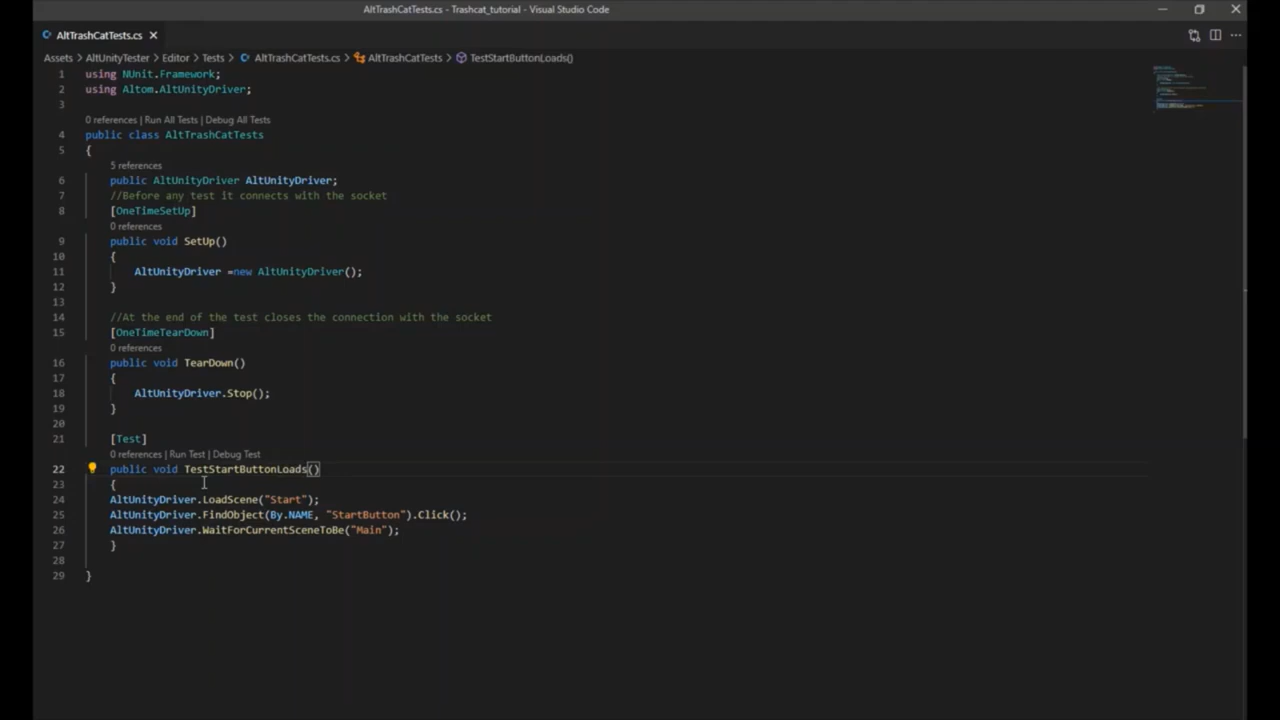 AltTrashCatTests.cs - Trashcat_tutorial - Visual Studio Code
AltTrashCatTests.cs
Assets > AltUnityTester > Editor > Tests > AltTrashCatTests.cs > AltTrashCatTests > TestStartButtonLoads()
1 using NUnit.Framework;
2 using Altom.AltUnityDriver;
3
0 references | Run All Tests | Debug All Tests
4 public class AltTrashCatTests
5 {
5 references
6 public AltUnityDriver AltUnityDriver;
7 //Before any test it connects with the socket
8 [OneTimeSetUp]
0 references
9 public void SetUp()
10 {
11 AltUnityDriver =new AltUnityDriver();
12 }
13
14 //At the end of the test closes the connection with the socket
15 [OneTimeTearDown]
0 references
16 public void TearDown()
17 {
18 AltUnityDriver.Stop();
19 }
20
21 [Test]
0 references | Run Test | Debug Test
22 public void TestStartButtonLoads()
23 {
24 AltUnityDriver.LoadScene("Start");
25 AltUnityDriver.FindObject(By.NAME, "StartButton").Click();
26 AltUnityDriver.WaitForCurrentSceneToBe("Main");
27 }
28
29 }